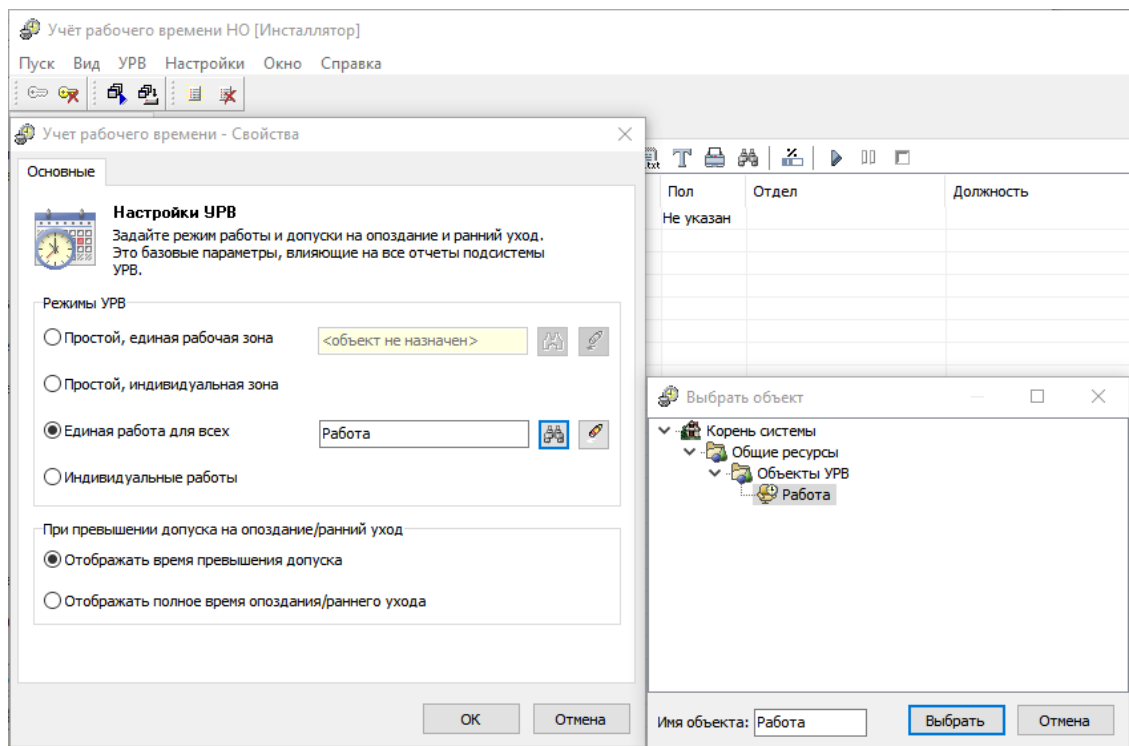 Учёт рабочего времени НО [Инсталлятор]
Пуск Вид УРВ Настройки Окно Справка
Учет рабочего времени - Свойства
Основные
Настройки УРВ
Задайте режим работы и допуски на опоздание и ранний уход.
Это базовые параметры, влияющие на все отчеты подсистемы
УРВ.
Режимы УРВ
Простой, единая рабочая зона <объект не назначен>
Простой, индивидуальная зона
Единая работа для всех Работа
Индивидуальные работы
При превышении допуска на опоздание/ранний уход
Отображать время превышения допуска
Отображать полное время опоздания/раннего ухода
OK Отмена
.txt
Пол Отдел Должность
Не указан
Выбрать объект
Корень системы
Общие ресурсы
Объекты УРВ
Работа
Имя объекта: Работа Выбрать Отмена